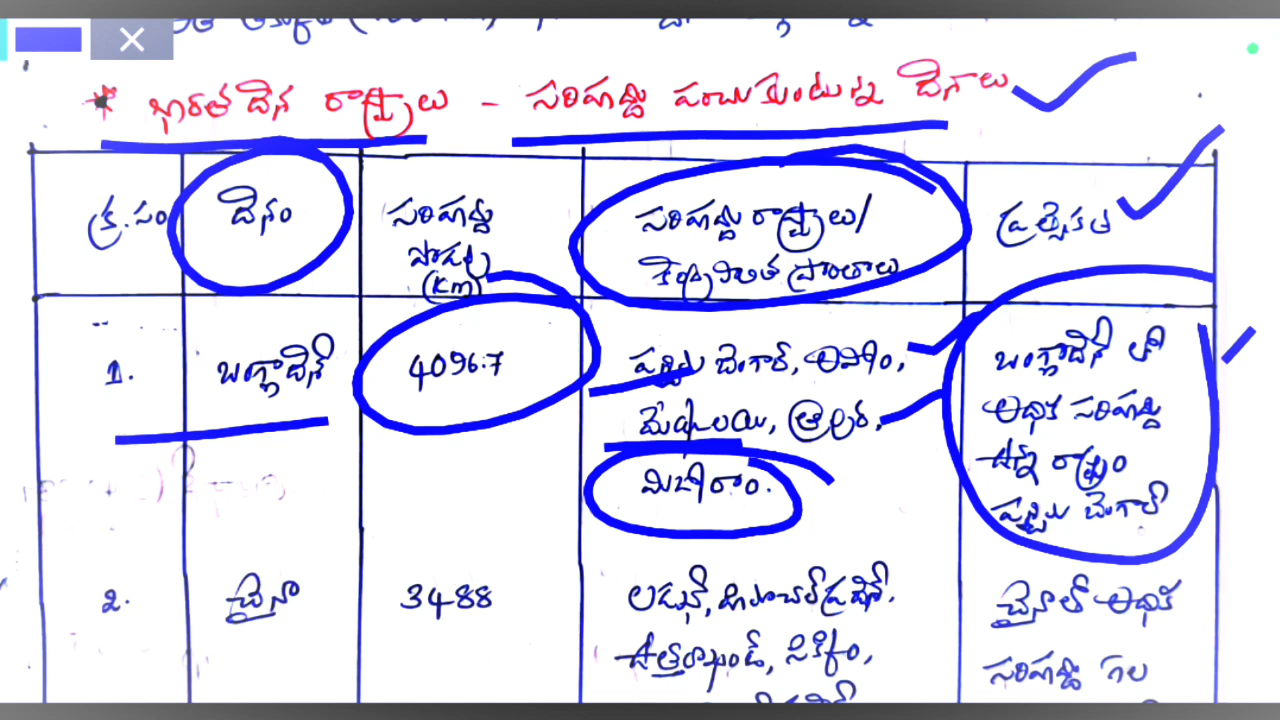 * భారతదేశ రాష్ట్రాలు - సరిహద్దు పంచుకుంటున్న దేశాలు
క్ర.సం దేశం సరిహద్దు సరిహద్దు రాష్ట్రాలు/ ప్రత్యేకత
పొడవు కేంద్రపాలిత ప్రాంతాలు
(Km)
1. బంగ్లాదేశ్ 4096.7 పశ్చిమ బెంగాల్, అస్సాం, బంగ్లాదేశ్ తో
మేఘాలయ, త్రిపుర, అధిక సరిహద్దు
ఉన్న రాష్ట్రం
మిజోరాం. పశ్చిమ బెంగాల్
2. చైనా 3488 లడఖ్, హిమాచల్ ప్రదేశ్, చైనాతో అధిక
ఉత్తరాఖండ్, సిక్కిం, సరిహద్దు గల